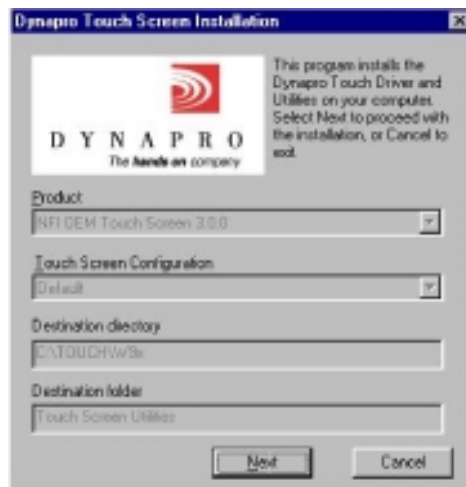 Dynapro Touch Screen Installation
This program installs the
Dynapro Touch Driver and
Utilities on your computer.
Select Next to proceed with
the installation, or Cancel to
exit.
DYNAPRO
The hands on company
Product
NFI OEM Touch Screen 3.0.0
Touch Screen Configuration
Default
Destination directory
C:\TOUCH\W9x
Destination folder
Touch Screen Utilities
Next
Cancel